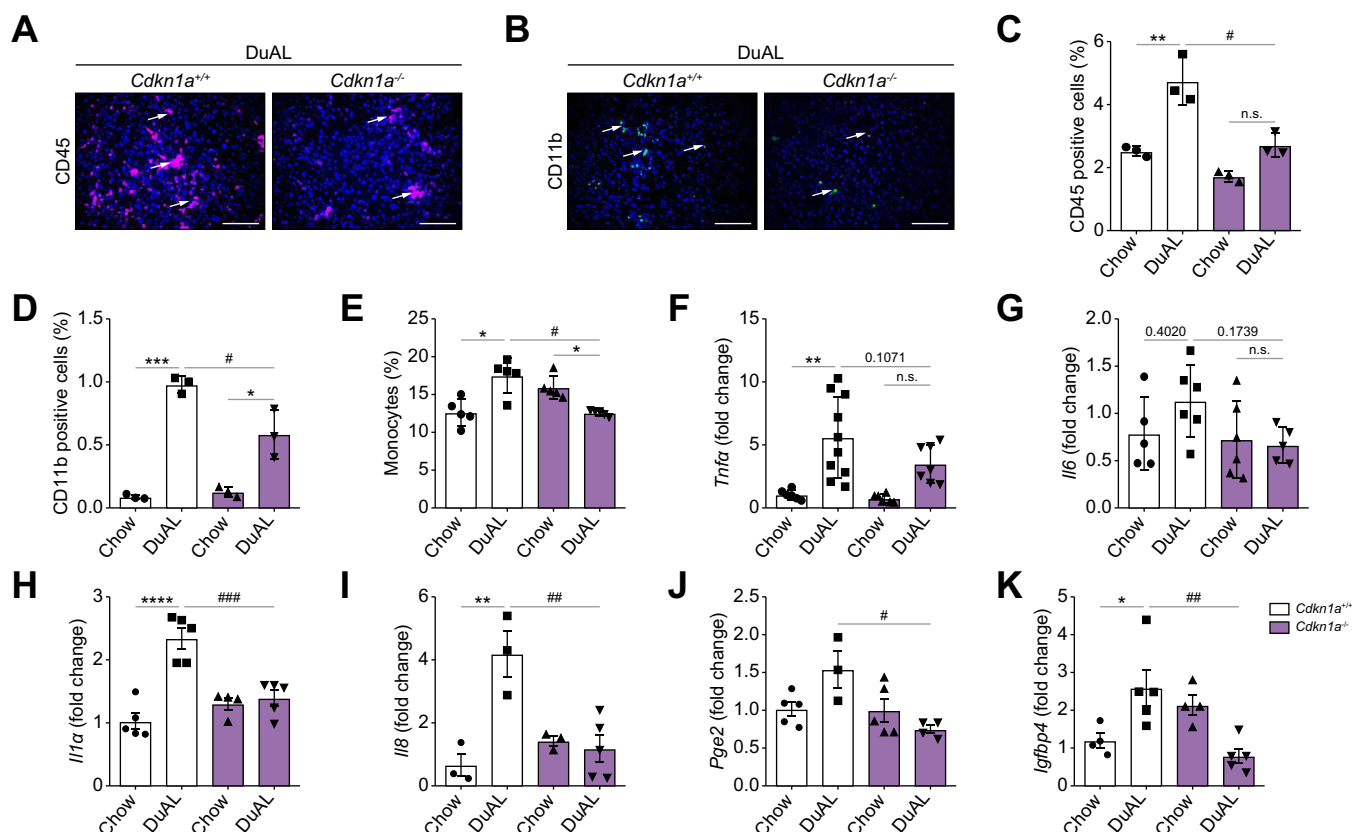 A
DuAL
Cdkn1a+/+
Cdkn1a-/-
CD45
B
DuAL
Cdkn1a+/+
Cdkn1a-/-
CD11b
C
CD45 positive cells (%)
6
4
2
0
**
#
n.s.
Chow
DuAL
Chow
DuAL
D
CD11b positive cells (%)
1.5
1.0
0.5
0.0
***
#
*
Chow
DuAL
Chow
DuAL
E
Monocytes (%)
25
20
15
10
5
0
*
#
*
Chow
DuAL
Chow
DuAL
F
Tnfα (fold change)
15
10
5
0
**
0.1071
n.s.
Chow
DuAL
Chow
DuAL
G
Il6 (fold change)
2.0
1.5
1.0
0.5
0.0
0.4020
0.1739
n.s.
Chow
DuAL
Chow
DuAL
H
Il1α (fold change)
3
2
1
0
****
###
Chow
DuAL
Chow
DuAL
I
Il8 (fold change)
6
4
2
0
**
##
Chow
DuAL
Chow
DuAL
J
Pge2 (fold change)
2.5
2.0
1.5
1.0
0.5
0.0
#
Chow
DuAL
Chow
DuAL
K
Igfbp4 (fold change)
5
4
3
2
1
0
*
##
Chow
DuAL
Chow
DuAL
Cdkn1a+/+
Cdkn1a-/-